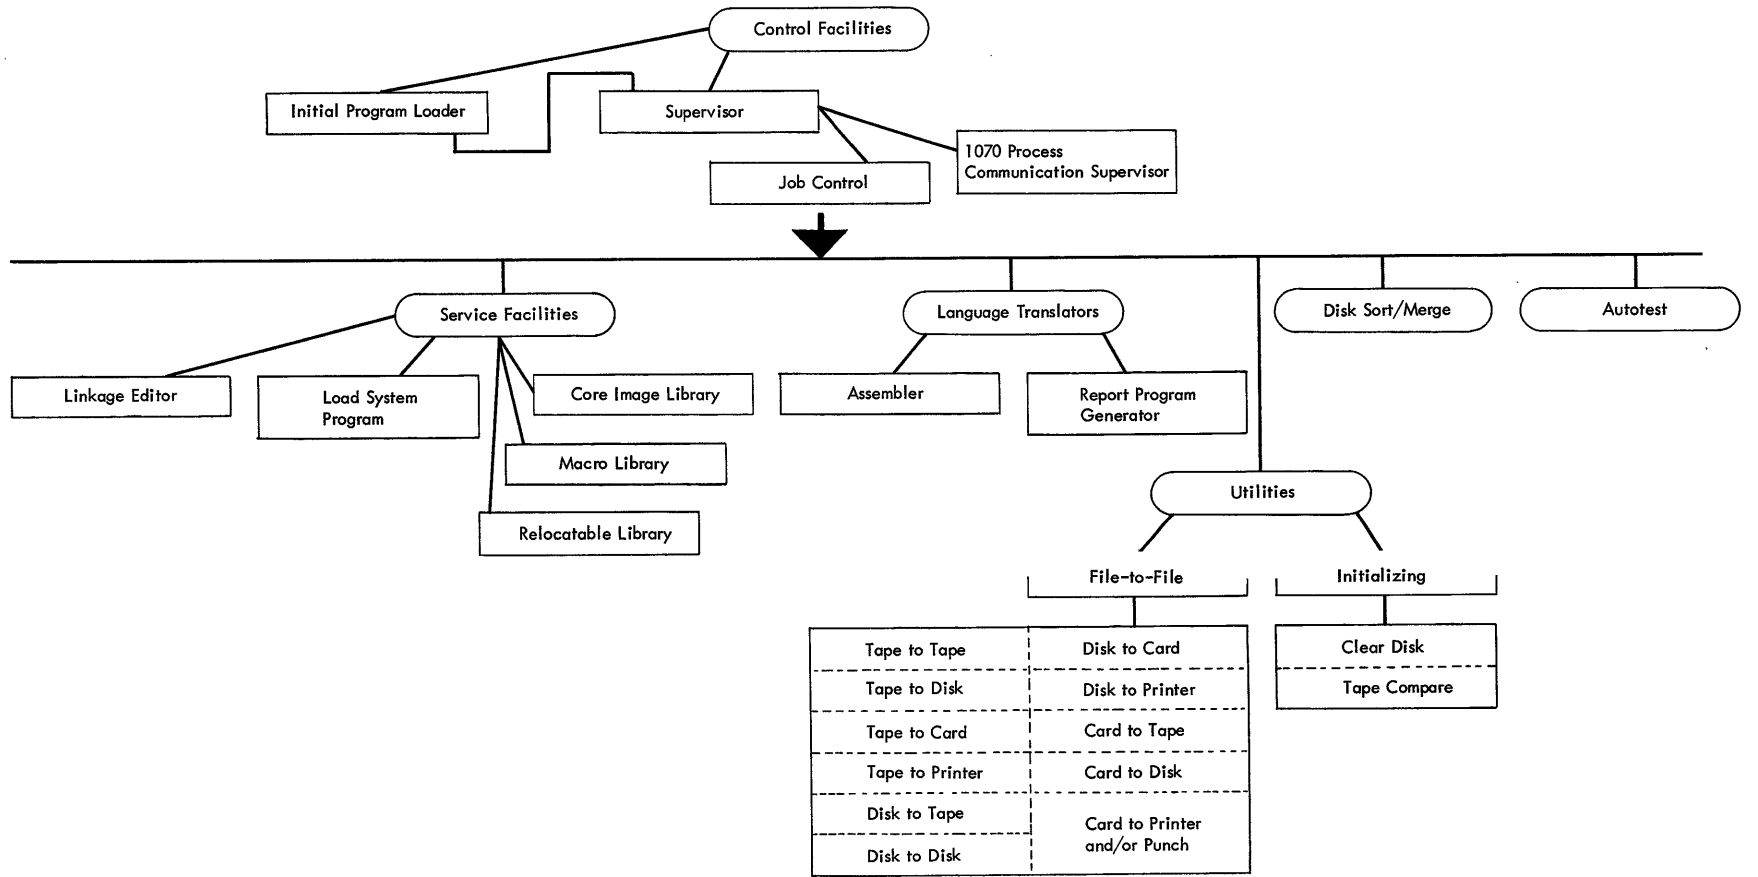 Control Facilities
Initial Program Loader
Supervisor
1070 Process
Communication Supervisor
Job Control
Service Facilities
Language Translators
Disk Sort/Merge
Autotest
Linkage Editor
Load System
Program
Core Image Library
Assembler
Report Program
Generator
Macro Library
Relocatable Library
Utilities
File-to-File
Initializing
Tape to Tape
Disk to Card
Clear Disk
Tape to Disk
Disk to Printer
Tape Compare
Tape to Card
Card to Tape
Tape to Printer
Card to Disk
Disk to Tape
Card to Printer
and/or Punch
Disk to Disk